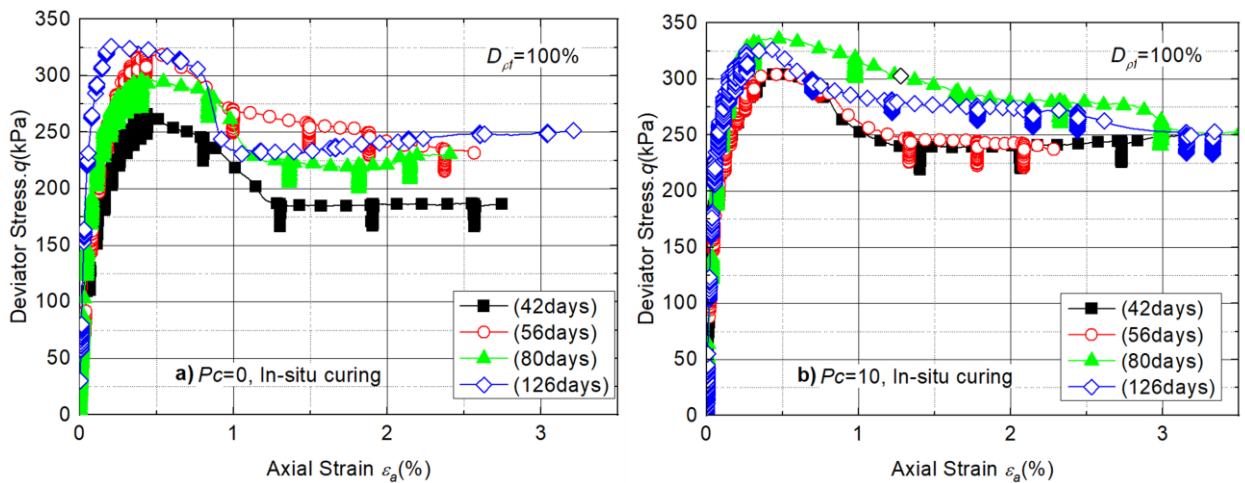 350
300
250
200
150
100
50
0
Deviator Stress.q(kPa)
D𝜌f=100%
a) Pc=0, In-situ curing
(42days)
(56days)
(80days)
(126days)
0 1 2 3
Axial Strain εa(%)
350
300
250
200
150
100
50
0
Deviator Stress.q(kPa)
D𝜌f=100%
b) Pc=10, In-situ curing
(42days)
(56days)
(80days)
(126days)
0 1 2 3
Axial Strain εa(%)